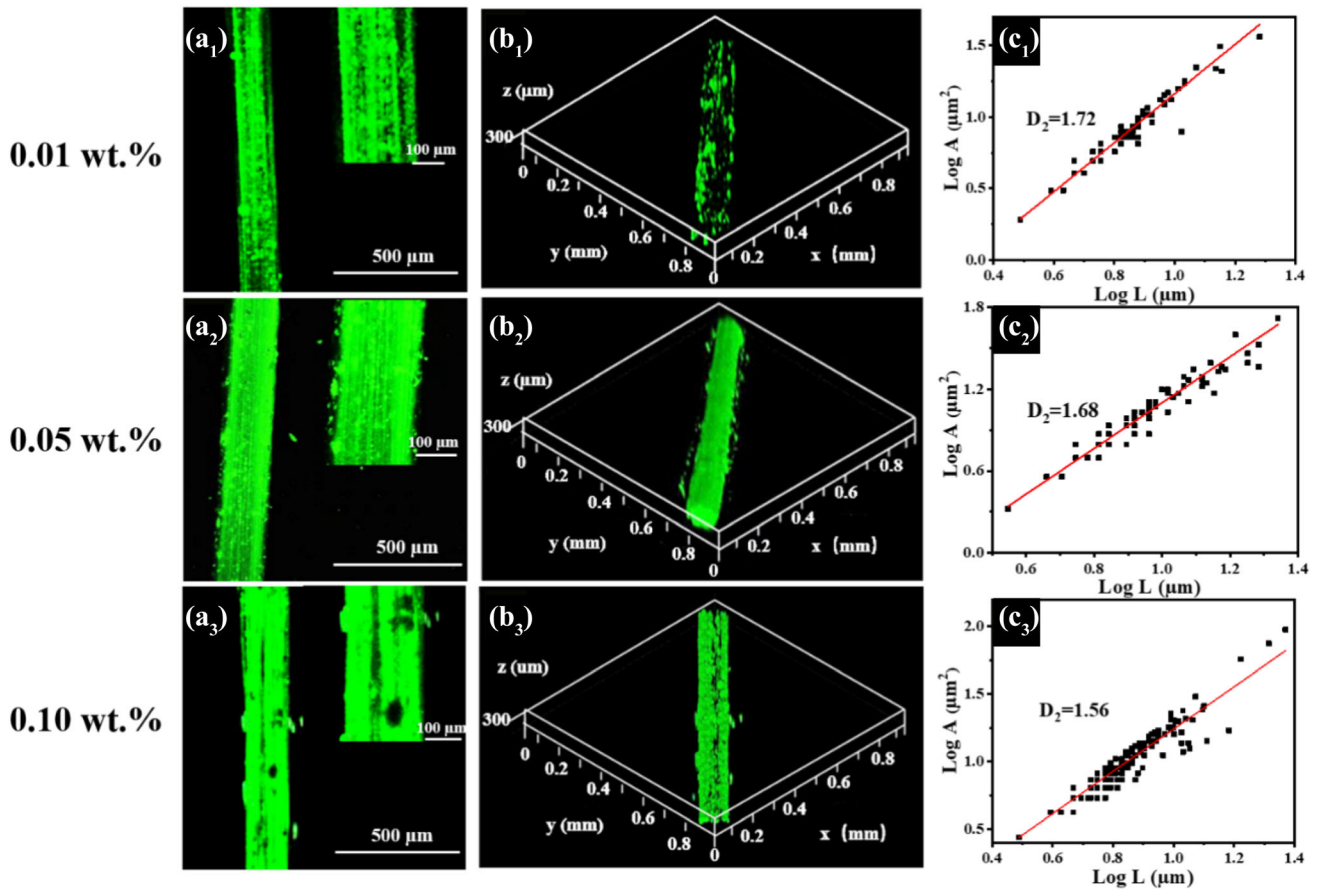 (a1)
100 μm
500 μm
(b1)
z (μm)
300
0
0.2
0.4
0.6
0.8
0
y (mm)
0.2
0.4
0.6
0.8
x (mm)
(c1)
D2=1.72
Log A (μm2)
1.5
1.0
0.5
0.0
0.4
0.6
0.8
1.0
1.2
1.4
Log L (μm)
0.01 wt.%
(a2)
100 μm
500 μm
(b2)
z (μm)
300
0
0.2
0.4
0.6
0.8
0
y (mm)
0.2
0.4
0.6
0.8
x (mm)
(c2)
D2=1.68
Log A (μm2)
1.8
1.2
0.6
0.0
0.6
0.8
1.0
1.2
1.4
Log L (μm)
0.05 wt.%
(a3)
100 μm
500 μm
(b3)
z (um)
300
0
0.2
0.4
0.6
0.8
0
y (mm)
0.2
0.4
0.6
0.8
x (mm)
(c3)
D2=1.56
Log A (μm2)
2.0
1.5
1.0
0.5
0.4
0.6
0.8
1.0
1.2
1.4
Log L (μm)
0.10 wt.%